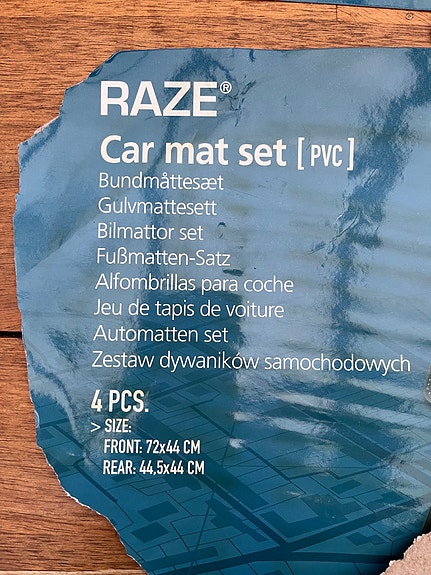 RAZE®
Car mat set [PVC]
Bundmåttesæt
Gulvmattesett
Bilmattor set
Fußmatten-Satz
Alfombrillas para coche
Jeu de tapis de voiture
Automatten set
Zestaw dywaników samochodowych
4 PCS.
> SIZE:
FRONT: 72x44 CM
REAR: 44,5x44 CM